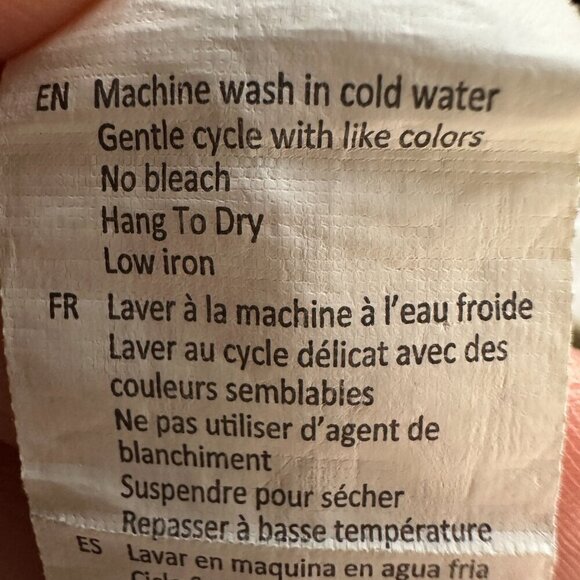 EN Machine wash in cold water
Gentle cycle with like colors
No bleach
Hang To Dry
Low iron
FR Laver à la machine à l'eau froide
Laver au cycle délicat avec des
couleurs semblables
Ne pas utiliser d'agent de
blanchiment
Suspendre pour sécher
Repasser à basse température
ES Lavar en maquina en agua fria